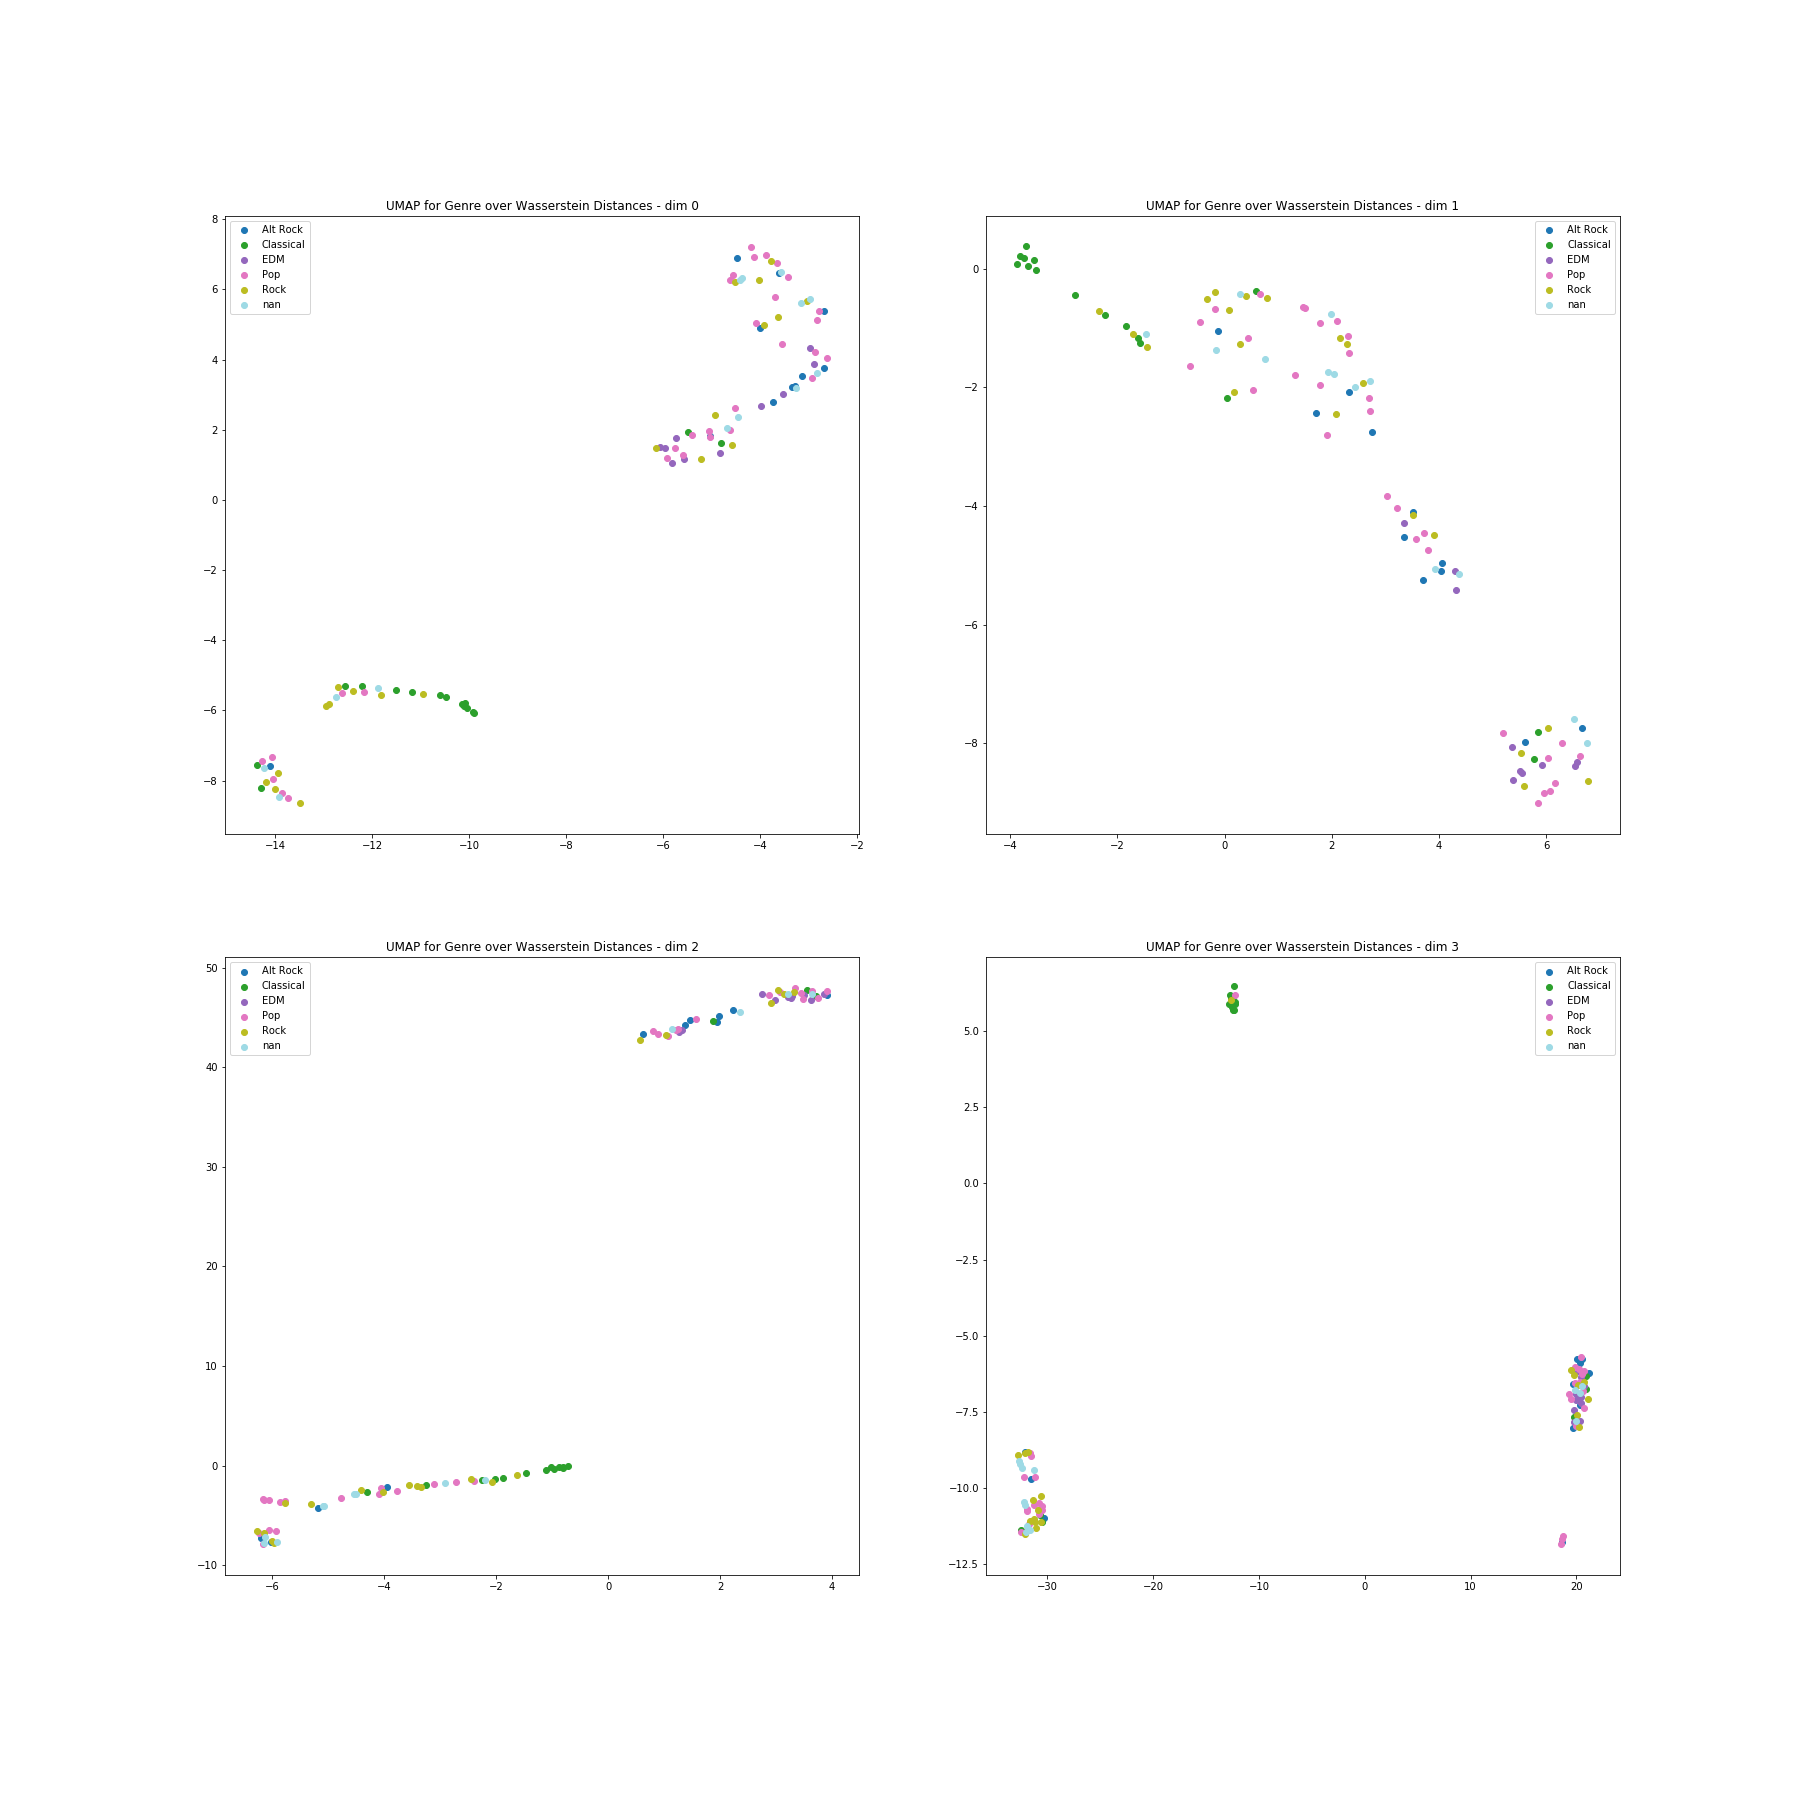 UMAP for Genre over Wasserstein Distances - dim 0
8
6
4
2
0
−2
−4
−6
−8
−14 −12 −10 −8 −6 −4 −2
Alt Rock
Classical
EDM
Pop
Rock
nan
UMAP for Genre over Wasserstein Distances - dim 1
0
−2
−4
−6
−8
−4 −2 0 2 4 6
Alt Rock
Classical
EDM
Pop
Rock
nan
UMAP for Genre over Wasserstein Distances - dim 2
50
40
30
20
10
0
−10
−6 −4 −2 0 2 4
Alt Rock
Classical
EDM
Pop
Rock
nan
UMAP for Genre over Wasserstein Distances - dim 3
5.0
2.5
0.0
−2.5
−5.0
−7.5
−10.0
−12.5
−30 −20 −10 0 10 20
Alt Rock
Classical
EDM
Pop
Rock
nan